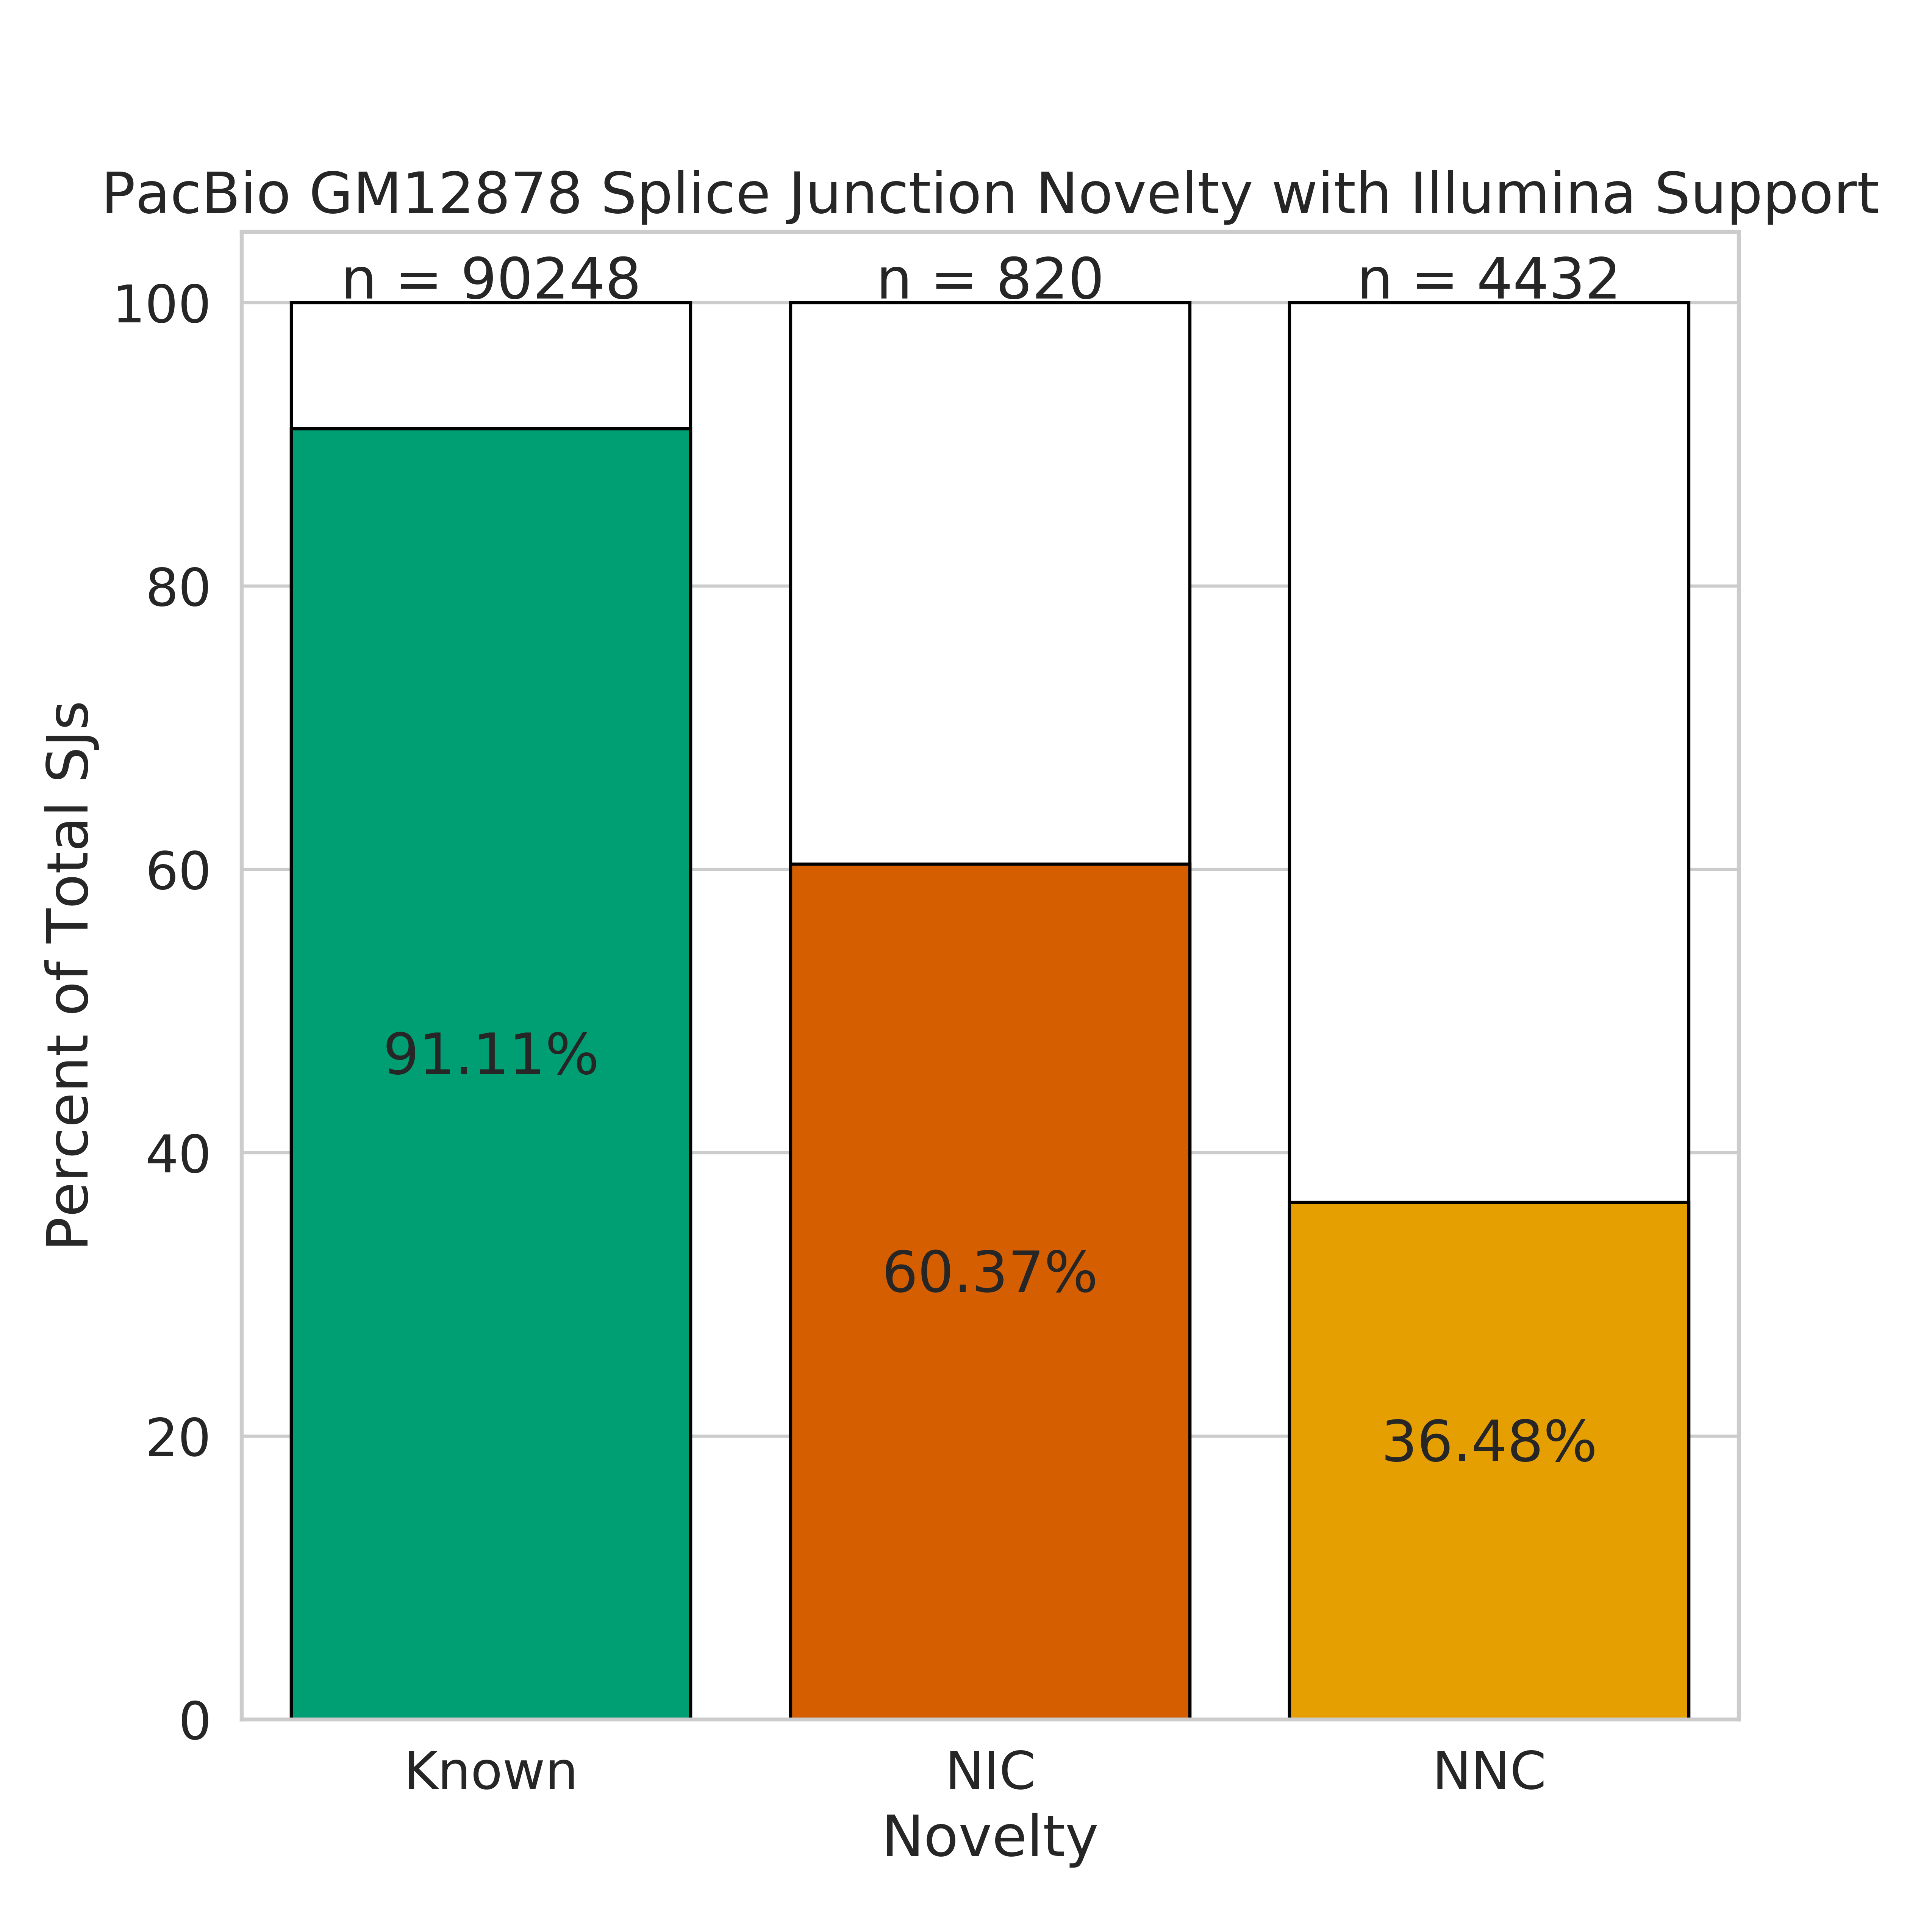 PacBio GM12878 Splice Junction Novelty with Illumina Support
n = 90248
n = 820
n = 4432
100
80
60
40
20
0
Percent of Total SJs
91.11%
60.37%
36.48%
Known
NIC
NNC
Novelty